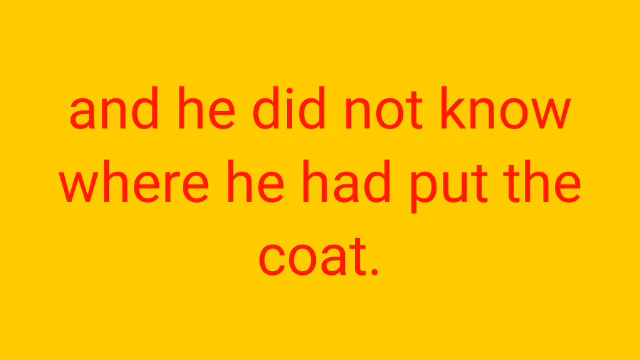 and he did not know
where he had put the
coat.